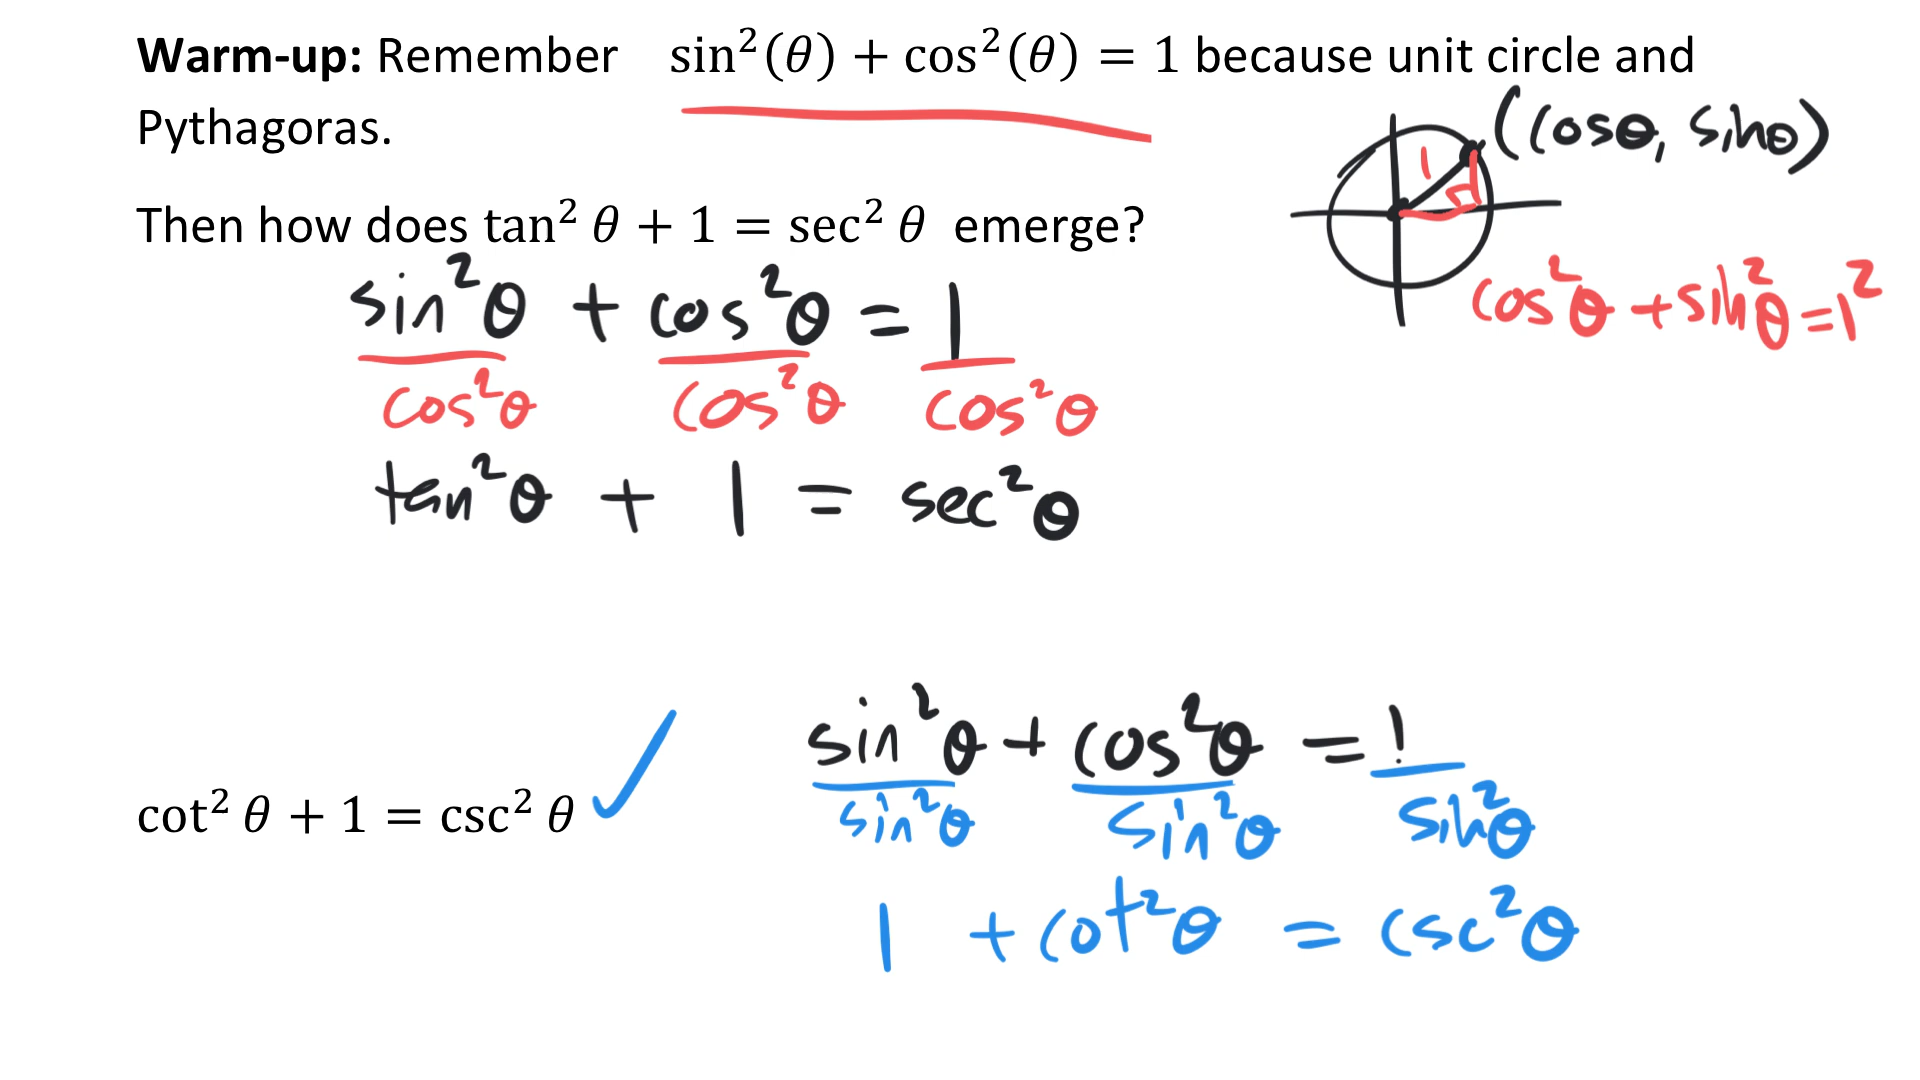 Warm-up: Remember sin²(θ) + cos²(θ) = 1 because unit circle and
Pythagoras.
(cosθ, sinθ)
1
Then how does tan² θ + 1 = sec² θ emerge?
cos²θ + sin²θ = 1²
sin²θ + cos²θ = 1
cos²θ cos²θ cos²θ
tan²θ + 1 = sec²θ
cot² θ + 1 = csc² θ ✓
sin²θ + cos²θ = 1
sin²θ sin²θ sin²θ
1 + cot²θ = csc²θ